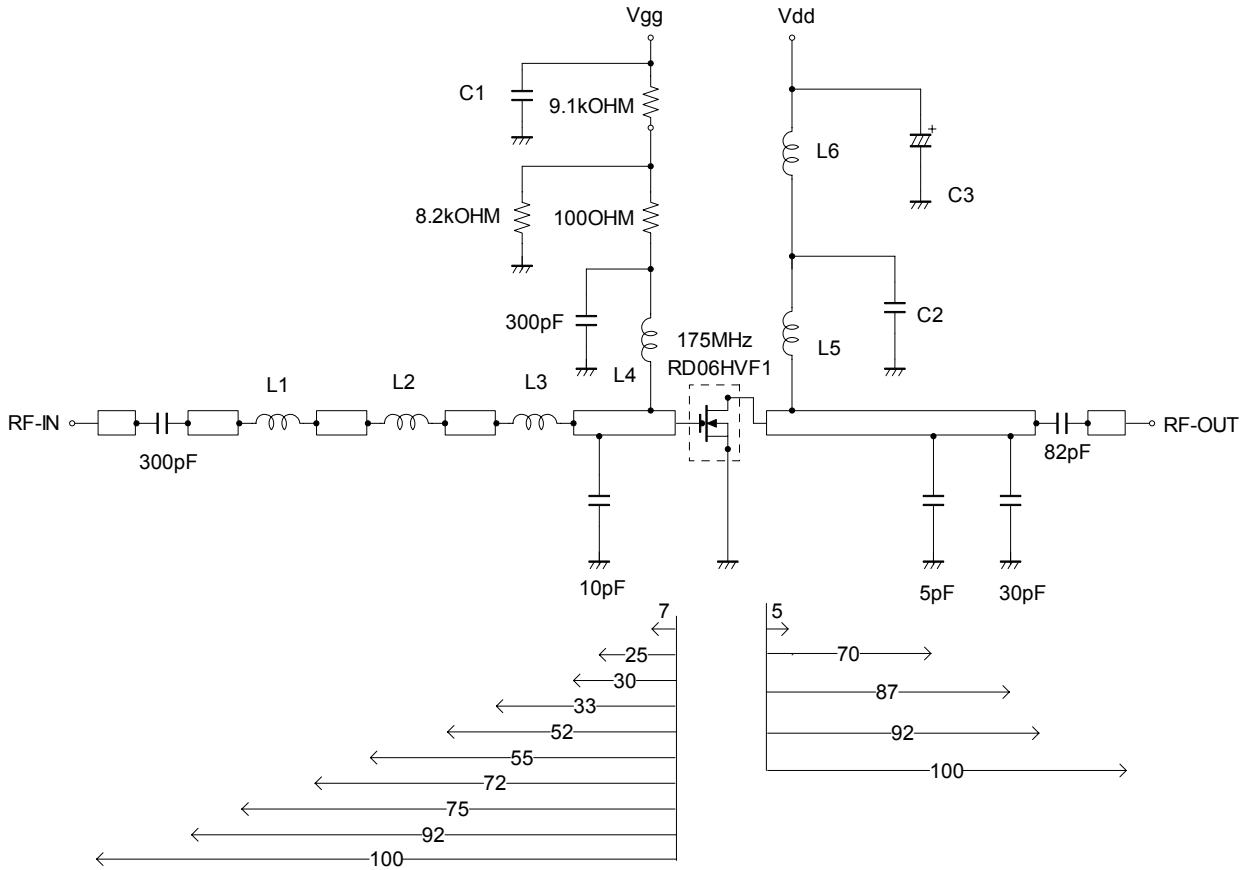 Vgg
Vdd
C1
9.1kOHM
L6
+
C3
8.2kOHM
100OHM
300pF
C2
175MHz
RD06HVF1
L5
L1
L2
L3
L4
RF-IN
RF-OUT
300pF
82pF
10pF
5pF
30pF
7
5
25
70
30
33
87
52
92
55
100
72
75
92
100